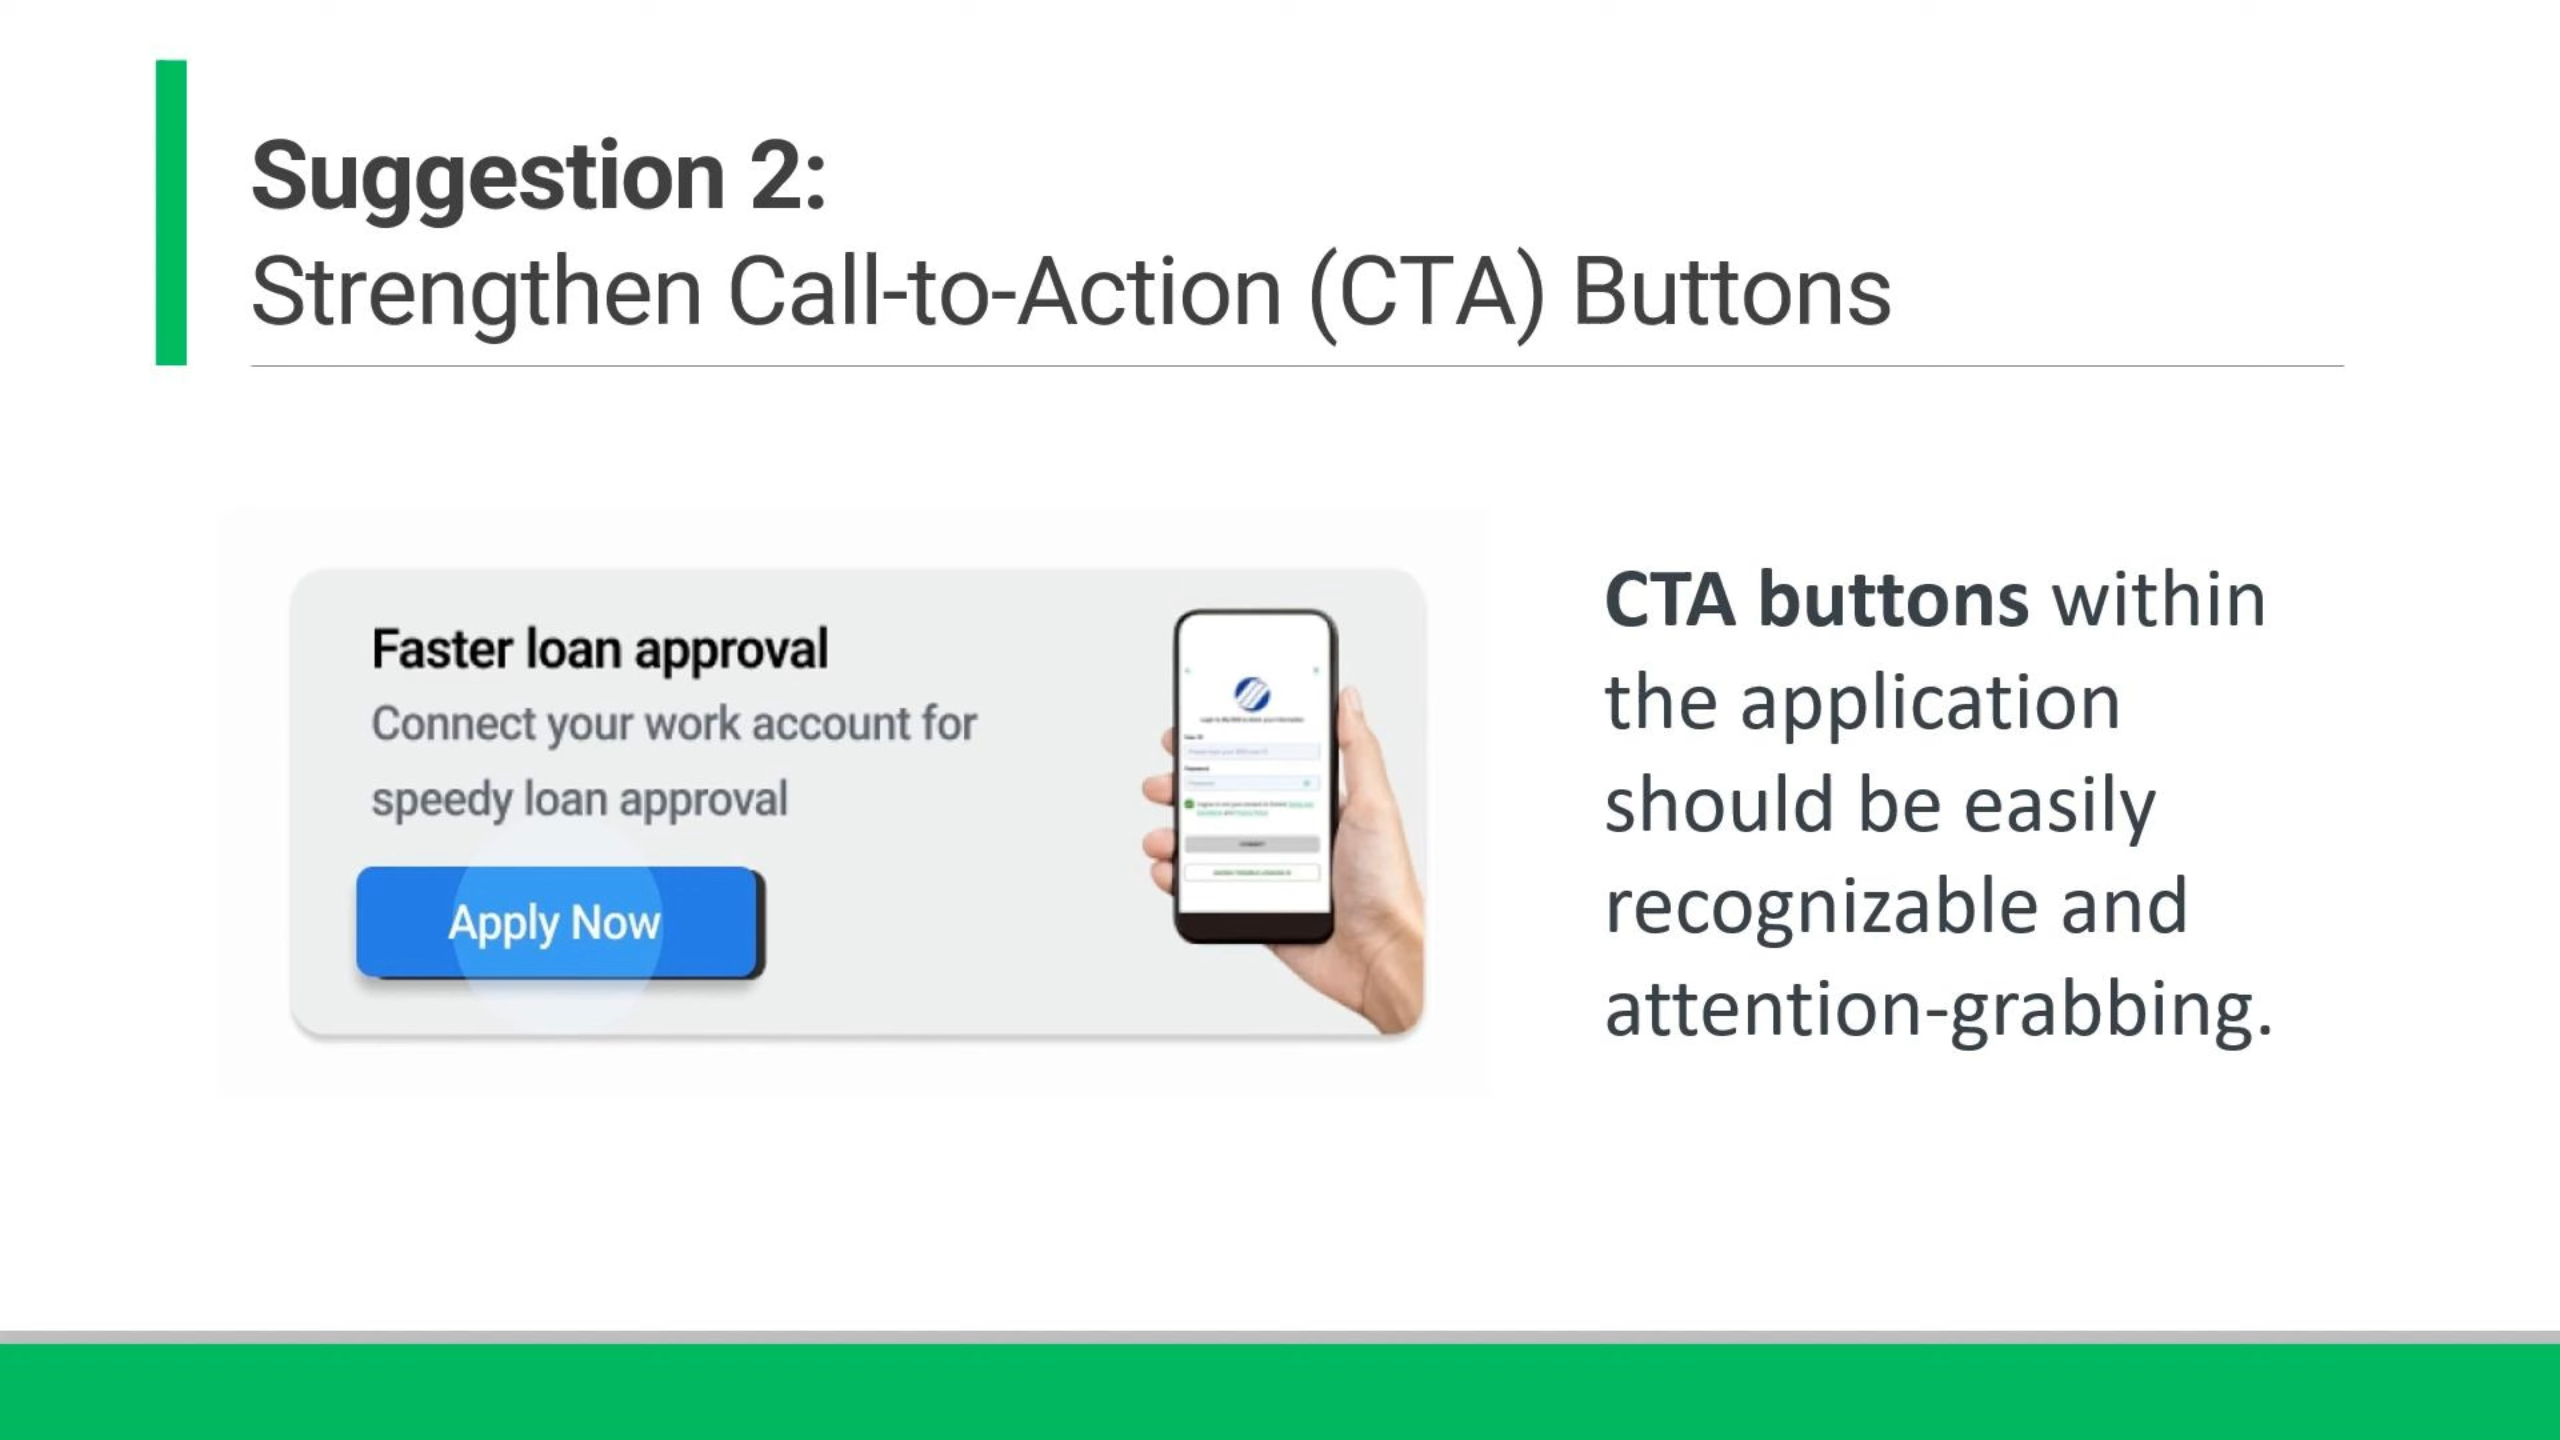 Suggestion 2:
Strengthen Call-to-Action (CTA) Buttons
Faster loan approval
Connect your work account for
speedy loan approval
Apply Now
CTA buttons within
the application
should be easily
recognizable and
attention-grabbing.